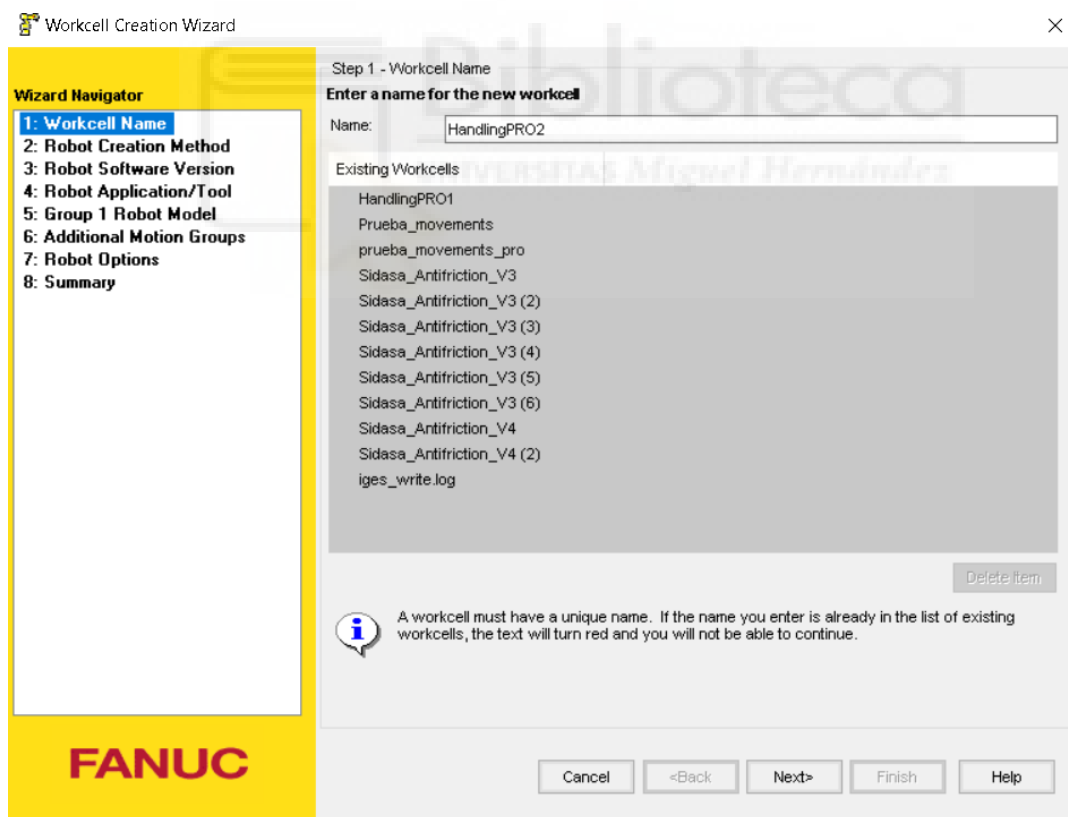 Workcell Creation Wizard
Wizard Navigator
1: Workcell Name
2: Robot Creation Method
3: Robot Software Version
4: Robot Application/Tool
5: Group 1 Robot Model
6: Additional Motion Groups
7: Robot Options
8: Summary
FANUC
Step 1 - Workcell Name
Enter a name for the new workcell
Name:
HandlingPRO2
Existing Workcells
HandlingPRO1
Prueba_movements
prueba_movements_pro
Sidasa_Antifriction_V3
Sidasa_Antifriction_V3 (2)
Sidasa_Antifriction_V3 (3)
Sidasa_Antifriction_V3 (4)
Sidasa_Antifriction_V3 (5)
Sidasa_Antifriction_V3 (6)
Sidasa_Antifriction_V4
Sidasa_Antifriction_V4 (2)
iges_write.log
Delete Item
A workcell must have a unique name. If the name you enter is already in the list of existing
workcells, the text will turn red and you will not be able to continue.
Cancel
<Back
Next>
Finish
Help
Biblioteca
UNIVERSITAS Miguel Hernández